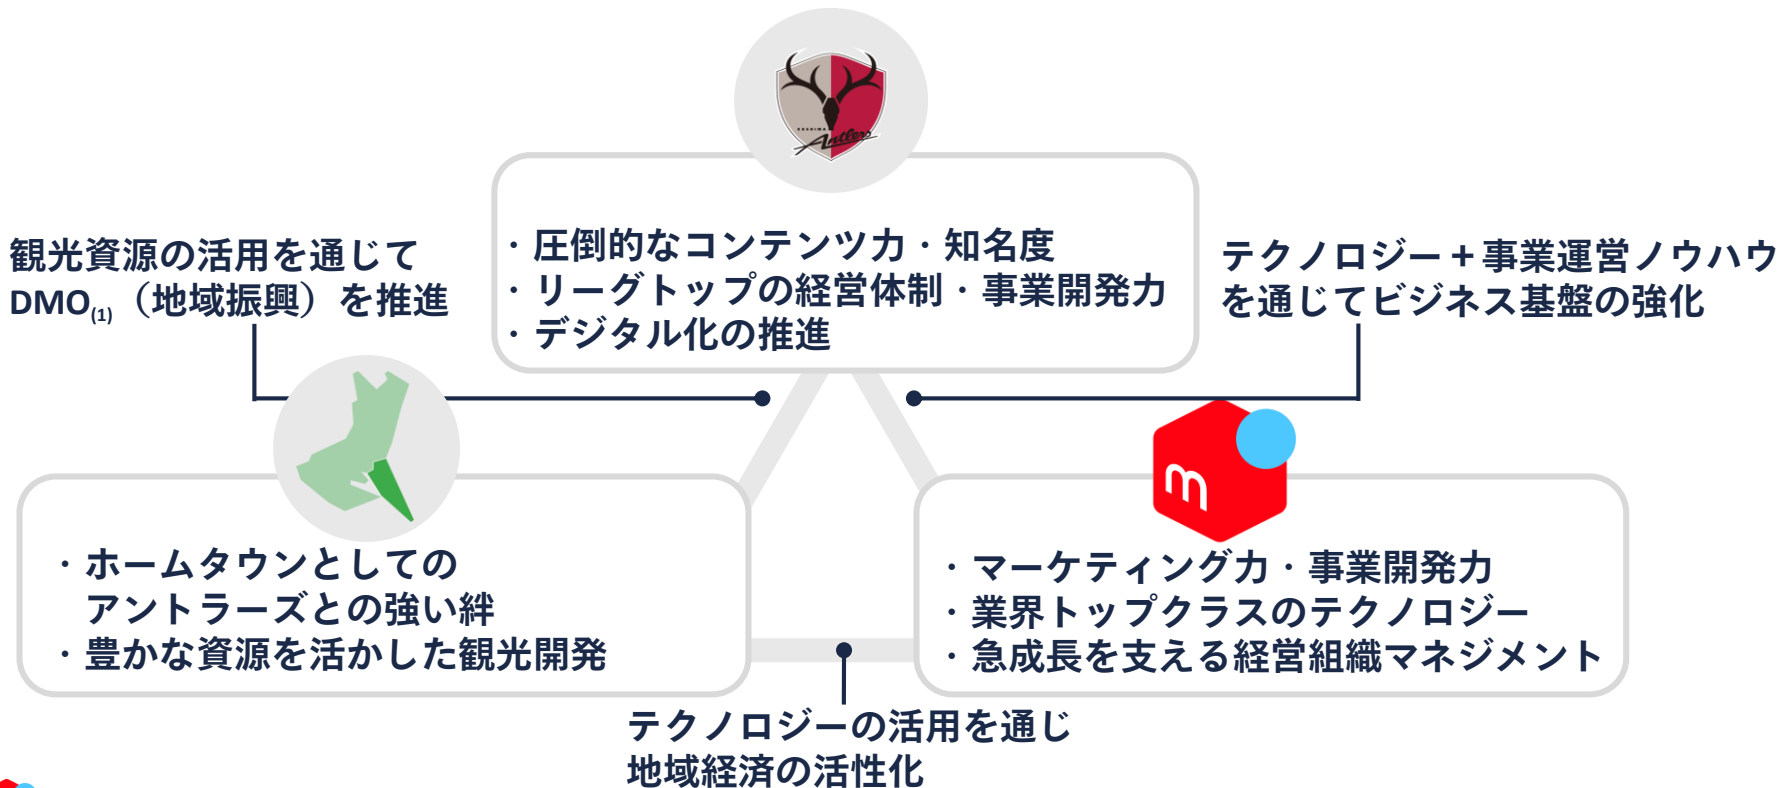 KASHIMA
Antlers
・圧倒的なコンテンツ力・知名度
・リーグトップの経営体制・事業開発力
・デジタル化の推進
観光資源の活用を通じて
DMO(1)（地域振興）を推進
テクノロジー＋事業運営ノウハウ
を通じてビジネス基盤の強化
・ホームタウンとしての
アントラーズとの強い絆
・豊かな資源を活かした観光開発
m
・マーケティング力・事業開発力
・業界トップクラスのテクノロジー
・急成長を支える経営組織マネジメント
テクノロジーの活用を通じ
地域経済の活性化